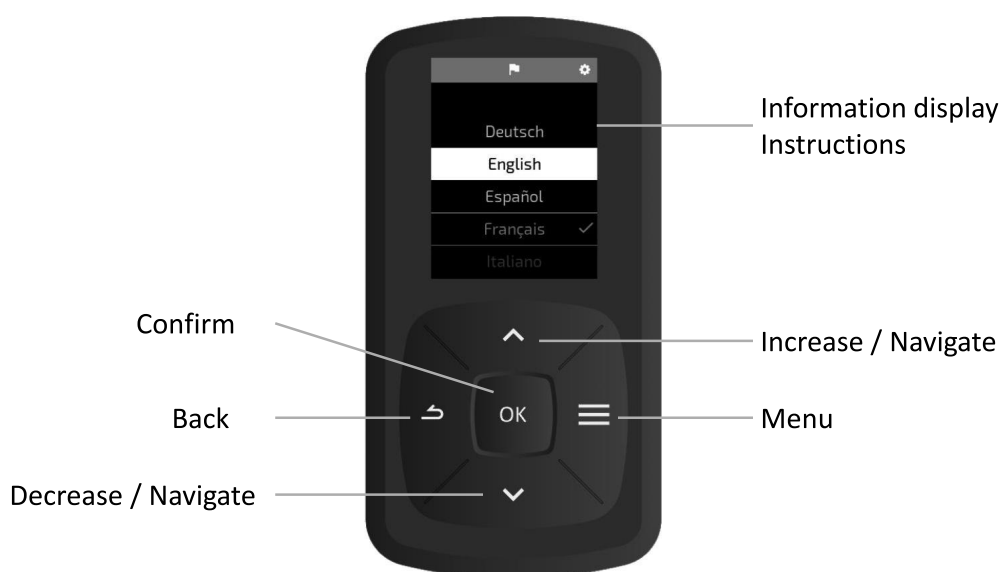 Information display
Instructions
Deutsch
English
Español
Français
Italiano
Confirm
Increase / Navigate
Back
OK
Menu
Decrease / Navigate